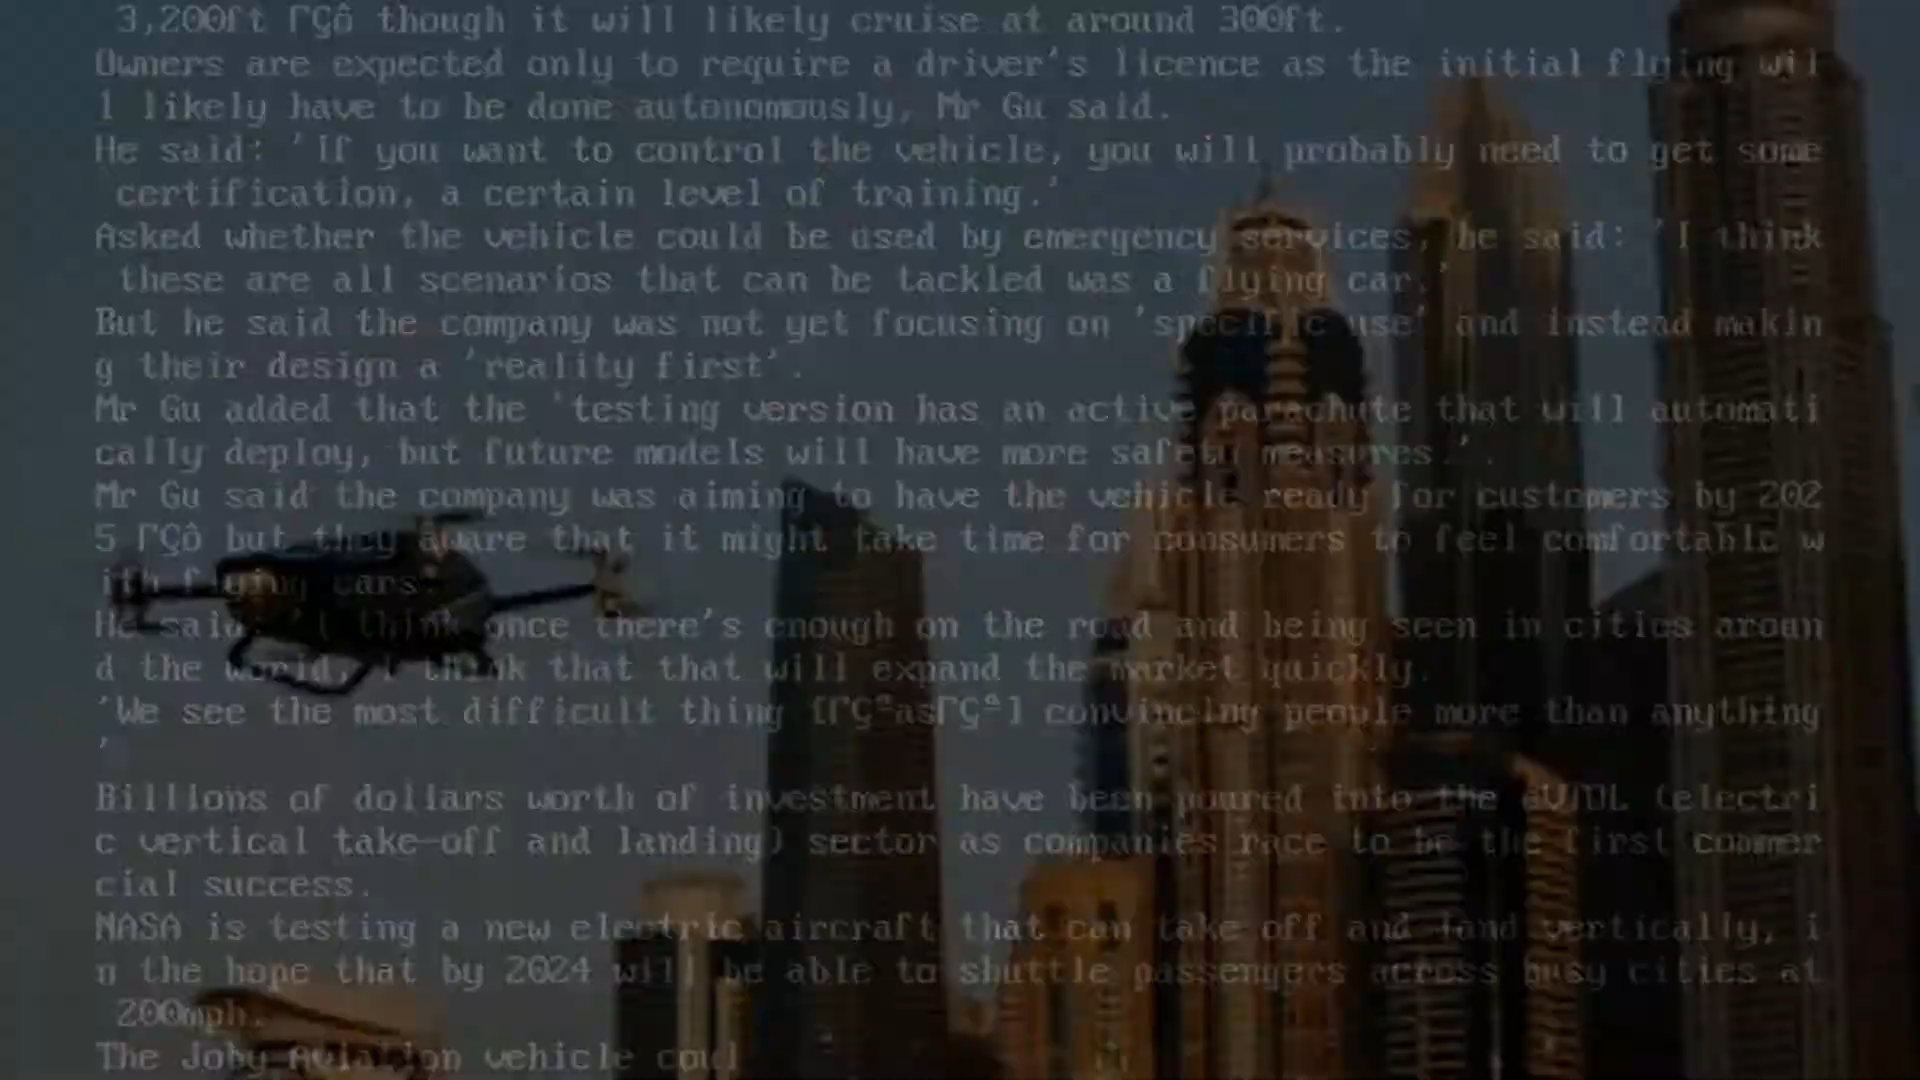 3,200ft ΓÇô though it will likely cruise at around 300ft.
Owners are expected only to require a driver's licence as the initial flying wil
l likely have to be done autonomously, Mr Gu said.
He said: 'If you want to control the vehicle, you will probably need to get some
certification, a certain level of training.'
Asked whether the vehicle could be used by emergency services, he said: 'I think
these are all scenarios that can be tackled was a flying car.'
But he said the company was not yet focusing on 'specific use' and instead makin
g their design a 'reality first'.
Mr Gu added that the 'testing version has an active parachute that will automati
cally deploy, but future models will have more safety measures.'.
Mr Gu said the company was aiming to have the vehicle ready for customers by 202
5 ΓÇô but they aware that it might take time for consumers to feel comfortable w
ith flying cars.
He said: 'I think once there's enough on the road and being seen in cities aroun
d the world, I think that that will expand the market quickly.
'We see the most difficult thing [ΓÇªasΓÇª] convincing people more than anything
'
Billions of dollars worth of investment have been poured into the eVTOL (electri
c vertical take-off and landing) sector as companies race to be the first commer
cial success.
NASA is testing a new electric aircraft that can take off and land vertically, i
n the hope that by 2024 will be able to shuttle passengers across busy cities at
200mph.
The Joby Aviation vehicle coul